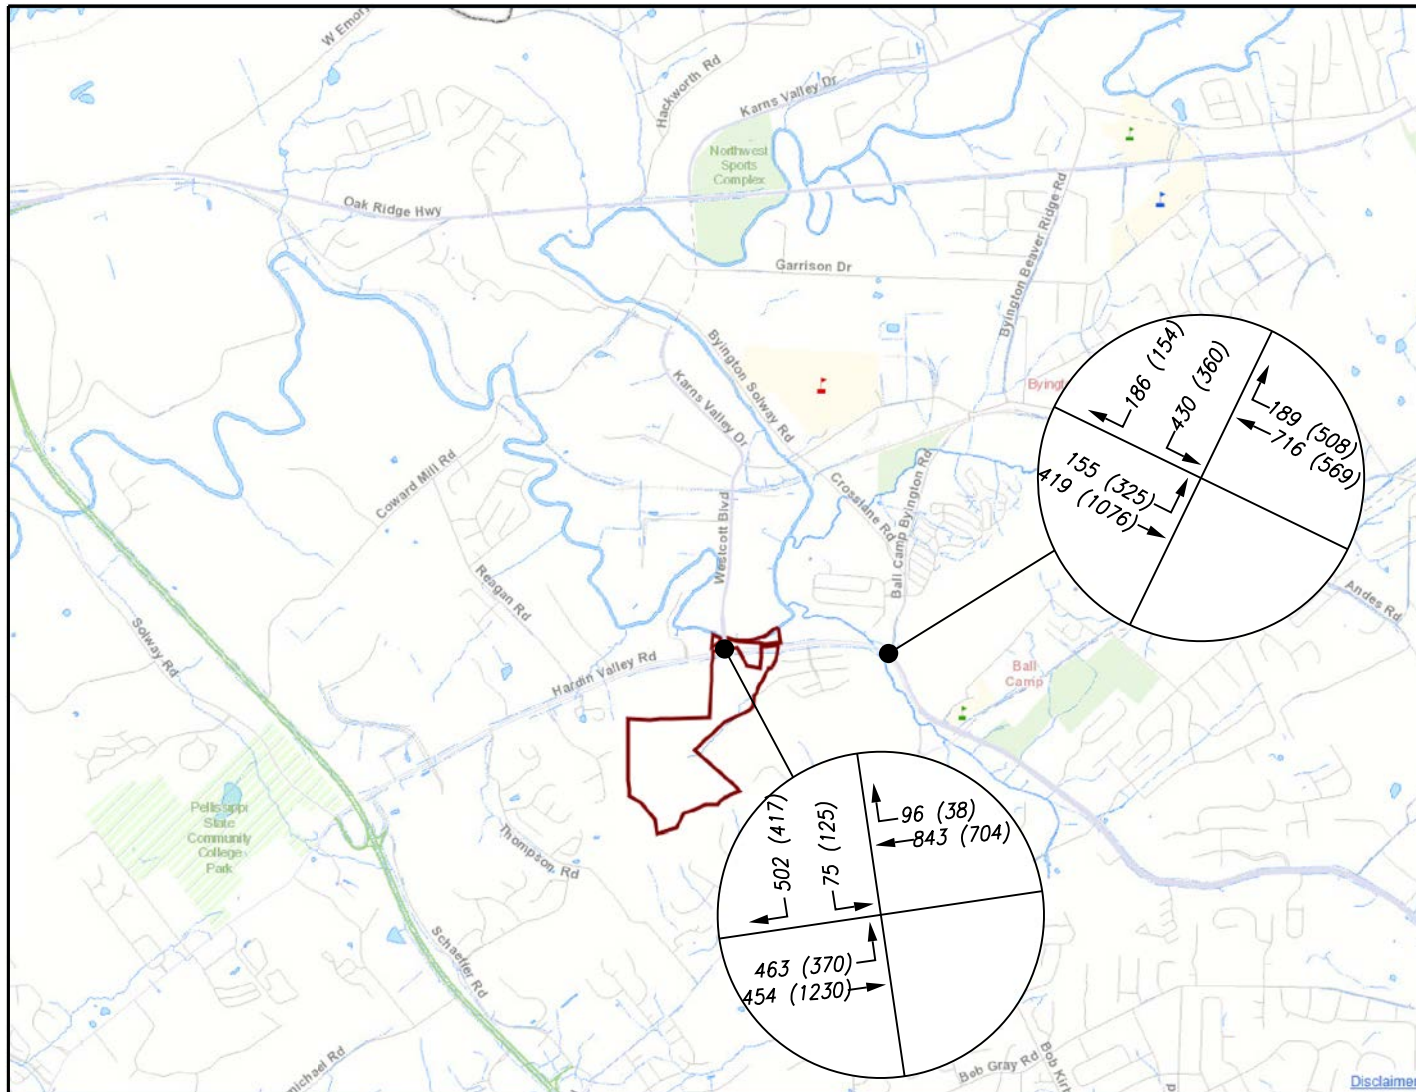 W Emory
Hackworth Rd
Karns Valley Dr
Northwest
Sports
Complex
Oak Ridge Hwy
Garrison Dr
Byington Beaver Ridge Rd
Byington Solway Rd
Karns Valley Dr
186 (154)
430 (360)
189 (508)
716 (569)
155 (325)
419 (1076)
Coward Mill Rd
Westcott Blvd
Crosslane Rd
Ball Camp Byington Rd
Reagan Rd
Andes Rd
Solway Rd
Hardin Valley Rd
Ball
Camp
Pellissippi
State
Community
College
Park
Thompson Rd
502 (417)
75 (125)
96 (38)
843 (704)
463 (370)
454 (1230)
Schaeffer Rd
Bob Gray Rd
Disclaimer